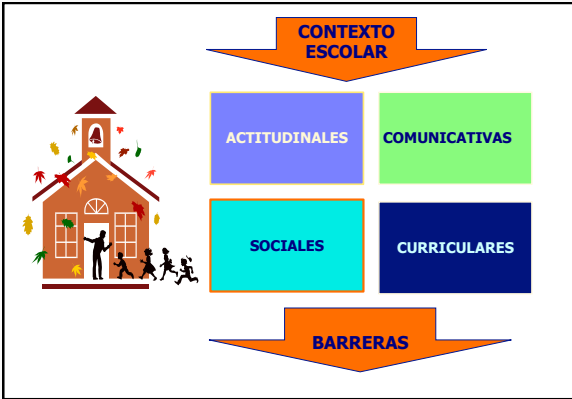 CONTEXTO
ESCOLAR
ACTITUDINALES
COMUNICATIVAS
SOCIALES
CURRICULARES
BARRERAS